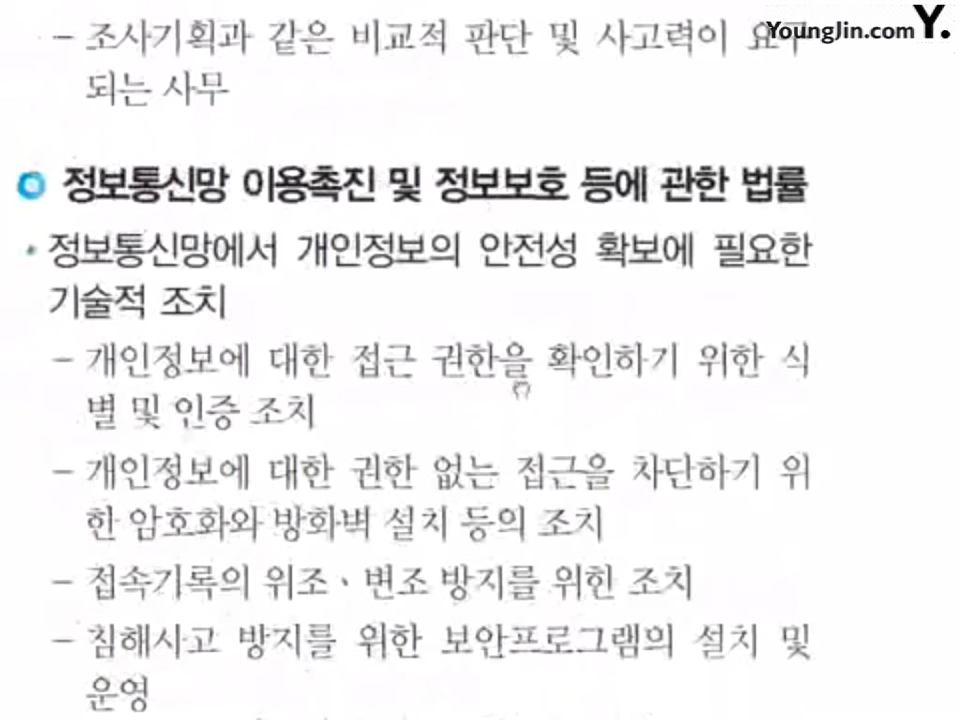 – 조사기획과 같은 비교적 판단 및 사고력이 요구
YoungJin.com Y.
되는 사무
정보통신망 이용촉진 및 정보보호 등에 관한 법률
• 정보통신망에서 개인정보의 안전성 확보에 필요한
기술적 조치
– 개인정보에 대한 접근 권한을 확인하기 위한 식
별 및 인증 조치
– 개인정보에 대한 권한 없는 접근을 차단하기 위
한 암호화와 방화벽 설치 등의 조치
– 접속기록의 위조、변조 방지를 위한 조치
– 침해사고 방지를 위한 보안프로그램의 설치 및
운영